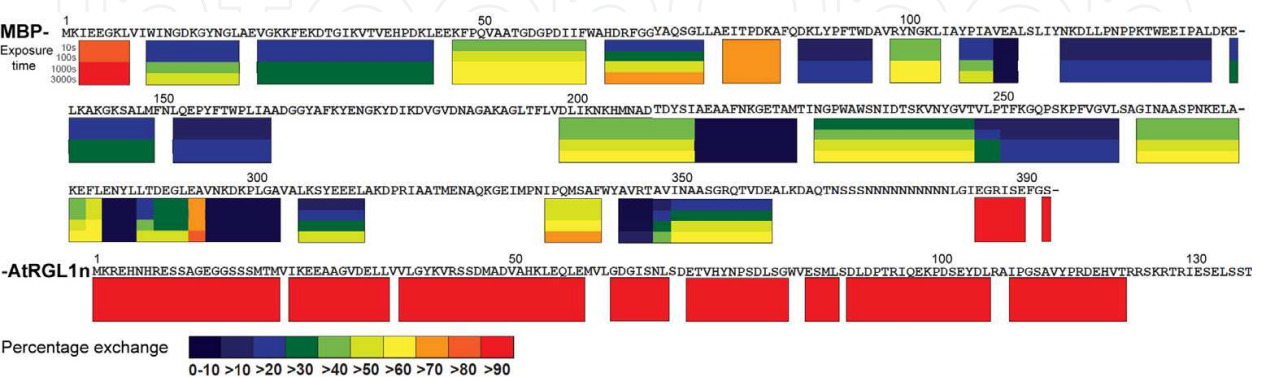 1 50 100
MBP- MKIEEGKLVIWINGDKGYNGLAEVGKKFEKDTGIKVTVEHPDKLEEKFPQVAATGDGPDIIFWAHDRFGGYAQSGLLAEITPDKAFQDKLYPFTWDAVRYNGKLIAYPIAVEALSLIYNKDLLPNPPKTWEEIPALDKE-
Exposure time
10s
100s
1000s
3000s
150 200 250
LKAKGKSALMFNLQEPYFTWPLIAADGGYAFKYENGKYDIKDVGVDNAGAKAGLTFLVDLIKNKHMNADTDYSIAEAAFNKGETAMTINGPWAWSNIDTSKVNYGVTVLPTFKGQPSKPFVGVLSAGINAASPNKELA-
300 350 390
KEFLENYLLTDEGLEAVNKDKPLGAVALKSYEEELAKDPRIAATMENAQKGEIMPNIPQMSAFWYAVRTAVINAASGRQTVDEALKDAQTNSSSNNNNNNNNNNLGIEGRISEFGS-
1 50 100 130
-AtRGL1n MKREHNHRESSAGEGGSSSMTMVIKEEAAGVDELLVVLGYKVRSSDMADVAHKLEQLEMVLGDGISNLSDETVHYNPSDLSGWVESMLSDLDPTRIQEKPDSEYDLRAIPGSAVYPRDEHVTRRSKRTRIESELSST
Percentage exchange
0-10 >10 >20 >30 >40 >50 >60 >70 >80 >90